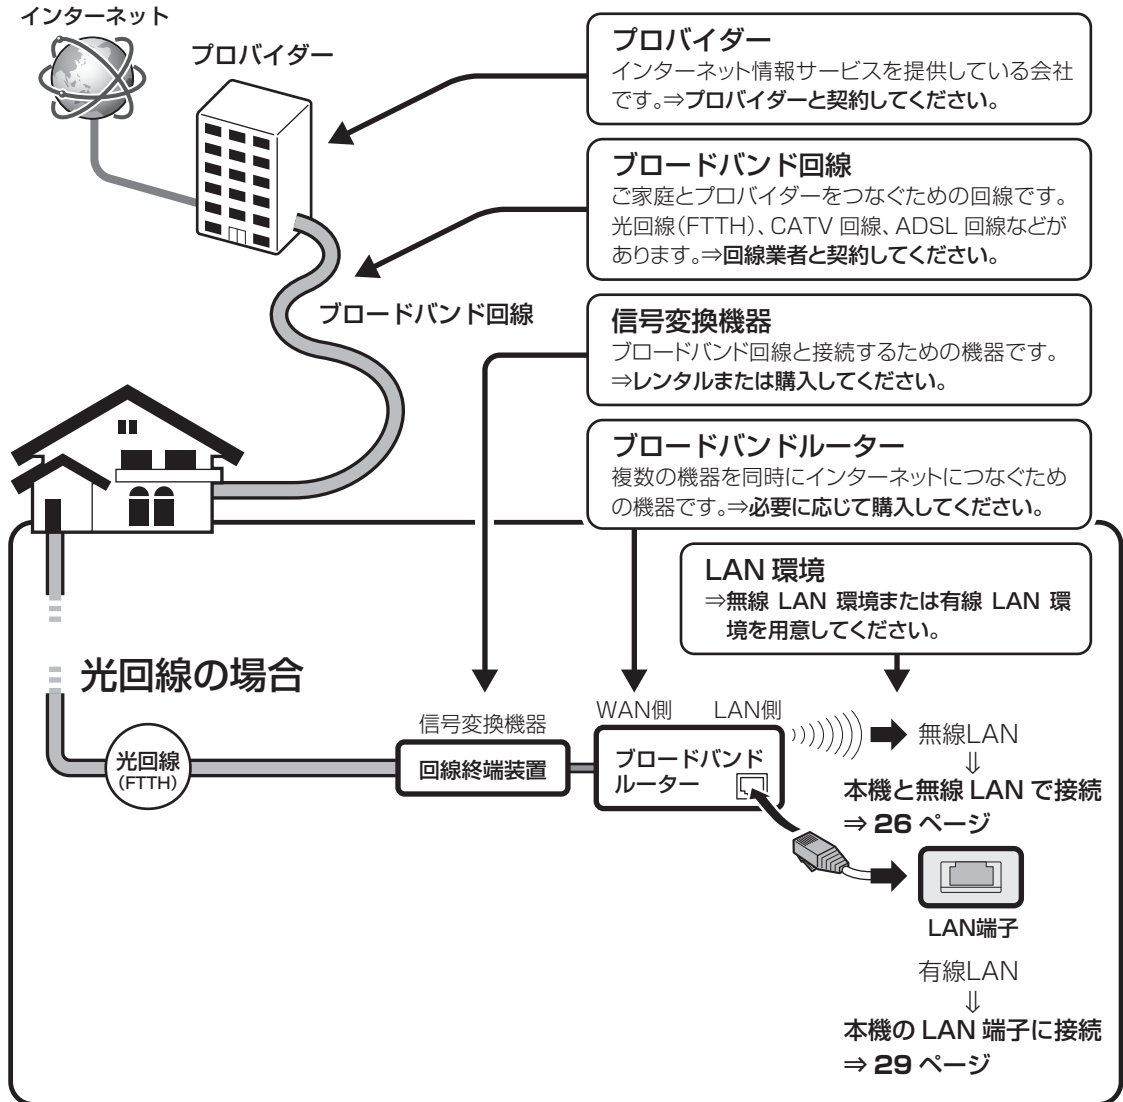 インターネット
プロバイダー
プロバイダー
インターネット情報サービスを提供している会社
です。⇒プロバイダーと契約してください。
ブロードバンド回線
ご家庭とプロバイダーをつなぐための回線です。
光回線(FTTH)、CATV 回線、ADSL 回線などが
あります。⇒回線業者と契約してください。
ブロードバンド回線
信号変換機器
ブロードバンド回線と接続するための機器です。
⇒レンタルまたは購入してください。
ブロードバンドルーター
複数の機器を同時にインターネットにつなぐため
の機器です。⇒必要に応じて購入してください。
LAN 環境
⇒無線 LAN 環境または有線 LAN 環
境を用意してください。
光回線の場合
光回線
(FTTH)
信号変換機器
回線終端装置
WAN側 LAN側
ブロードバンド
ルーター
無線LAN
⇓
本機と無線 LAN で接続
⇒ 26 ページ
LAN端子
有線LAN
⇓
本機の LAN 端子に接続
⇒ 29 ページ